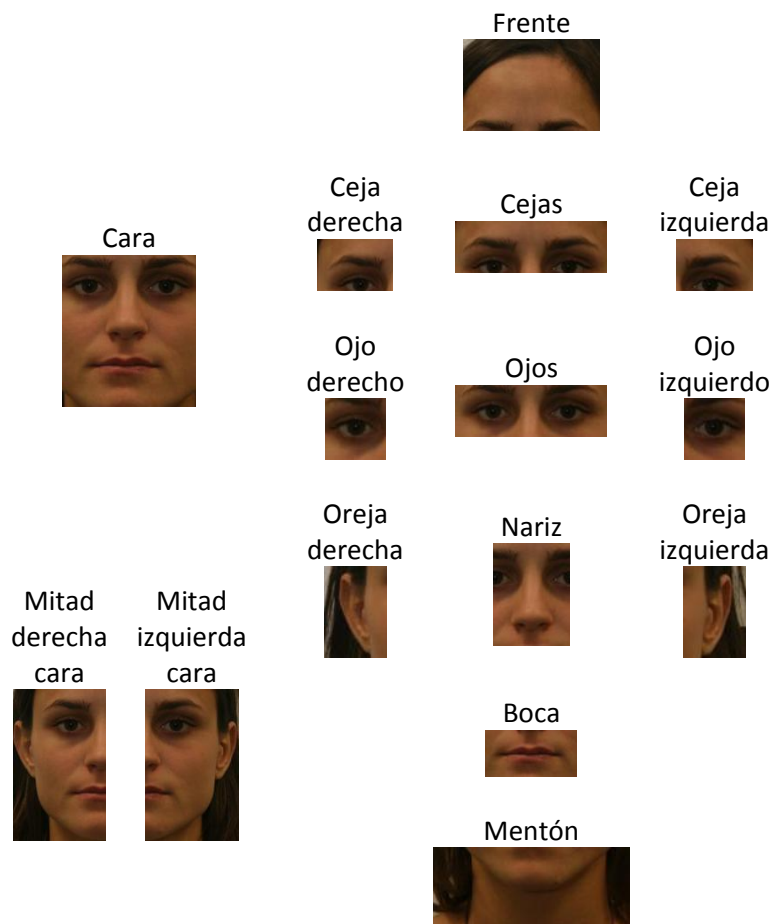 Frente
Ceja
derecha
Cejas
Ceja
izquierda
Cara
Ojo
derecho
Ojos
Ojo
izquierdo
Oreja
derecha
Nariz
Oreja
izquierda
Mitad
derecha
cara
Mitad
izquierda
cara
Boca
Mentón